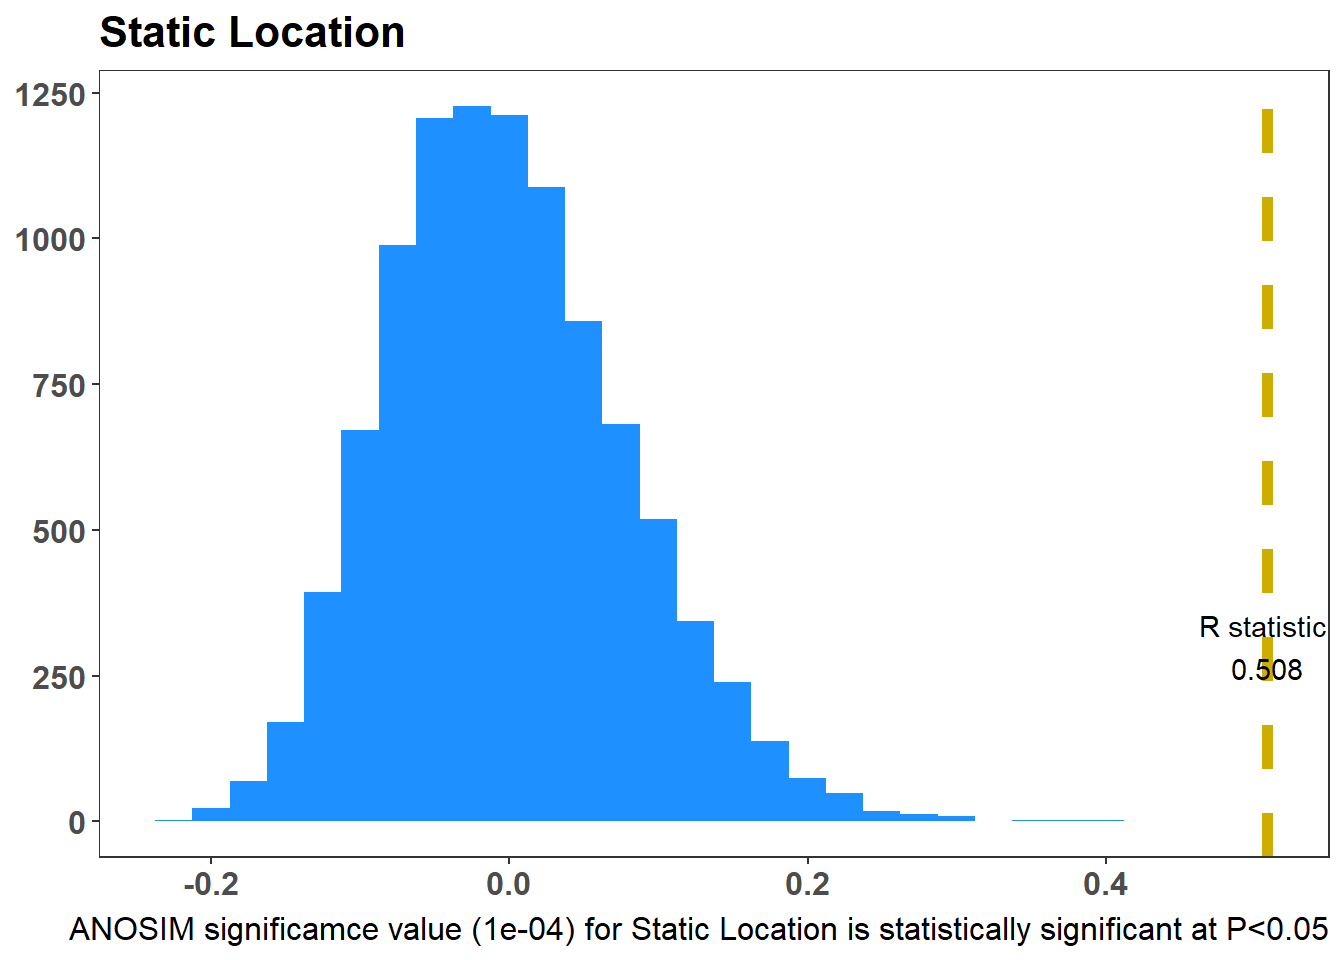 Static Location
1250
1000
750
500
250
0
R statistic
0.508
-0.2 0.0 0.2 0.4
ANOSIM significamce value (1e-04) for Static Location is statistically significant at P<0.05